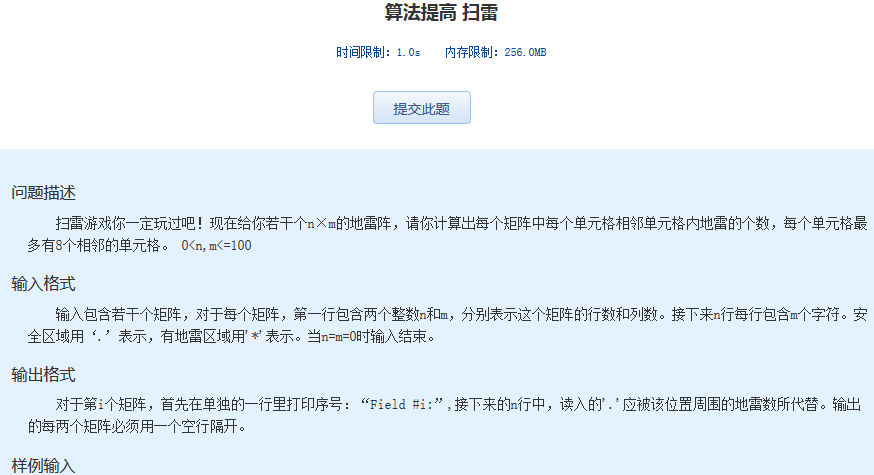 算法提高 扫雷
时间限制：1.0s 内存限制：256.0MB
提交此题
问题描述
扫雷游戏你一定玩过吧！现在给你若干个n×m的地雷阵，请你计算出每个矩阵中每个单元格相邻单元格内地雷的个数，每个单元格最
多有8个相邻的单元格。 0<n,m<=100
输入格式
输入包含若干个矩阵，对于每个矩阵，第一行包含两个整数n和m，分别表示这个矩阵的行数和列数。接下来n行每行包含m个字符。安
全区域用‘.’表示，有地雷区域用'*'表示。当n=m=0时输入结束。
输出格式
对于第i个矩阵，首先在单独的一行里打印序号：“Field #i:”,接下来的n行中，读入的'.'应被该位置周围的地雷数所代替。输出
的每两个矩阵必须用一个空行隔开。
样例输入